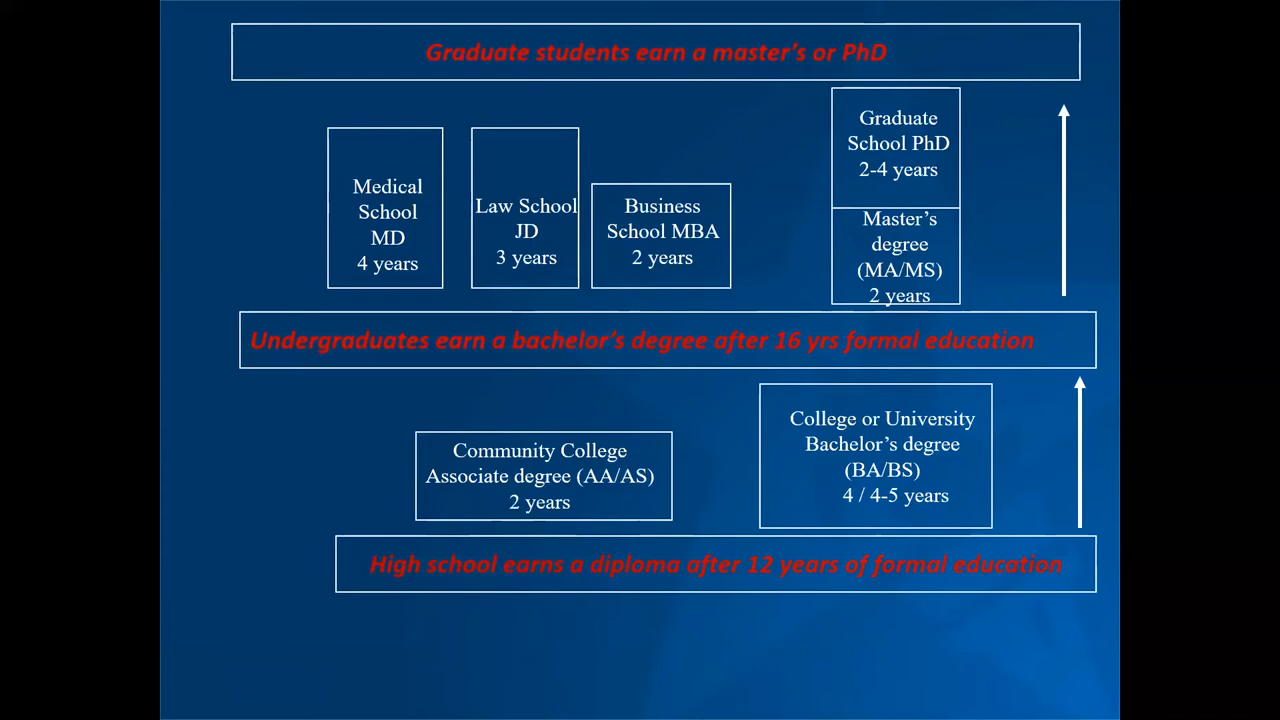 Graduate students earn a master's or PhD
Graduate
School PhD
2-4 years
Medical
School
MD
4 years
Law School
JD
3 years
Business
School MBA
2 years
Master's
degree
(MA/MS)
2 years
Undergraduates earn a bachelor's degree after 16 yrs formal education
Community College
Associate degree (AA/AS)
2 years
College or University
Bachelor's degree
(BA/BS)
4 / 4-5 years
High school earns a diploma after 12 years of formal education